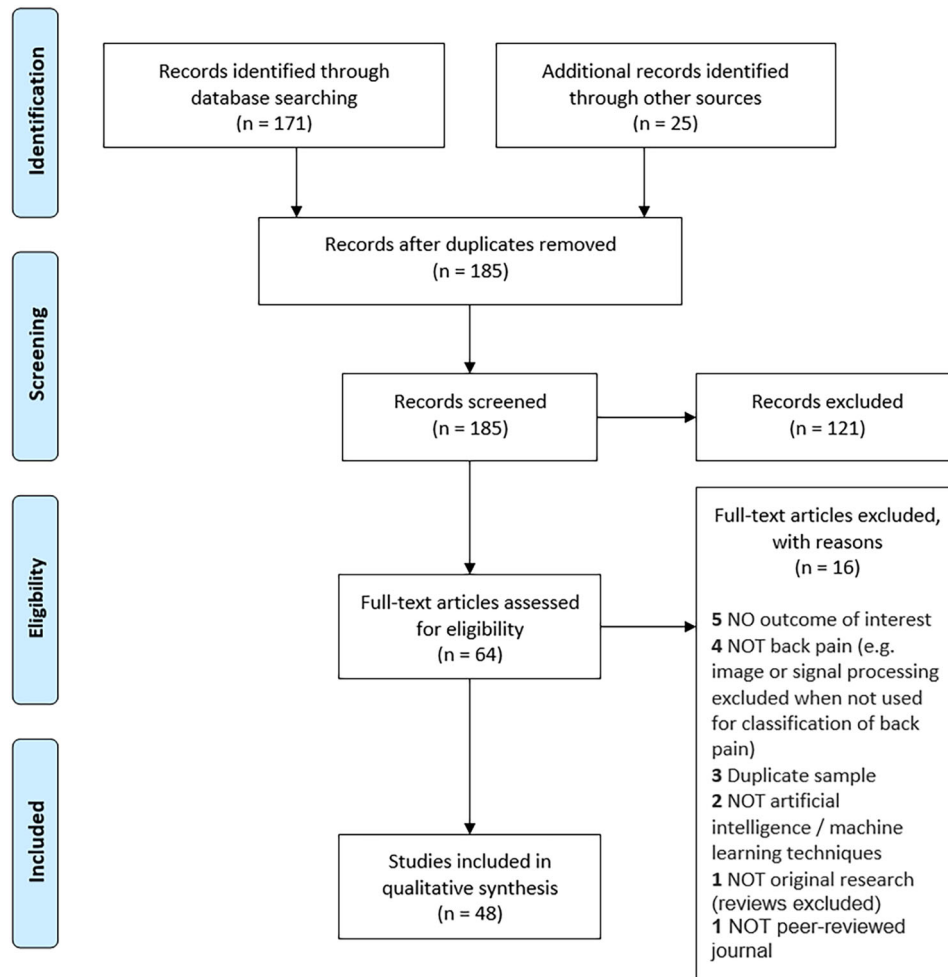 Identification
Records identified through
database searching
(n = 171)
Additional records identified
through other sources
(n = 25)
Records after duplicates removed
(n = 185)
Screening
Records screened
(n = 185)
Records excluded
(n = 121)
Eligibility
Full-text articles assessed
for eligibility
(n = 64)
Full-text articles excluded,
with reasons
(n = 16)
5 NO outcome of interest
4 NOT back pain (e.g.
image or signal processing
excluded when not used
for classification of back
pain)
3 Duplicate sample
2 NOT artificial
intelligence / machine
learning techniques
1 NOT original research
(reviews excluded)
1 NOT peer-reviewed
journal
Included
Studies included in
qualitative synthesis
(n = 48)